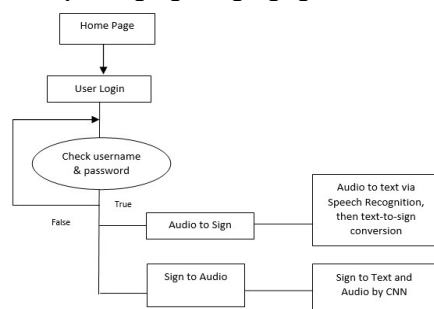 Home Page
User Login
Check username
& password
True
False
Audio to Sign
Audio to text via
Speech Recognition,
then text-to-sign
conversion
Sign to Audio
Sign to Text and
Audio by CNN